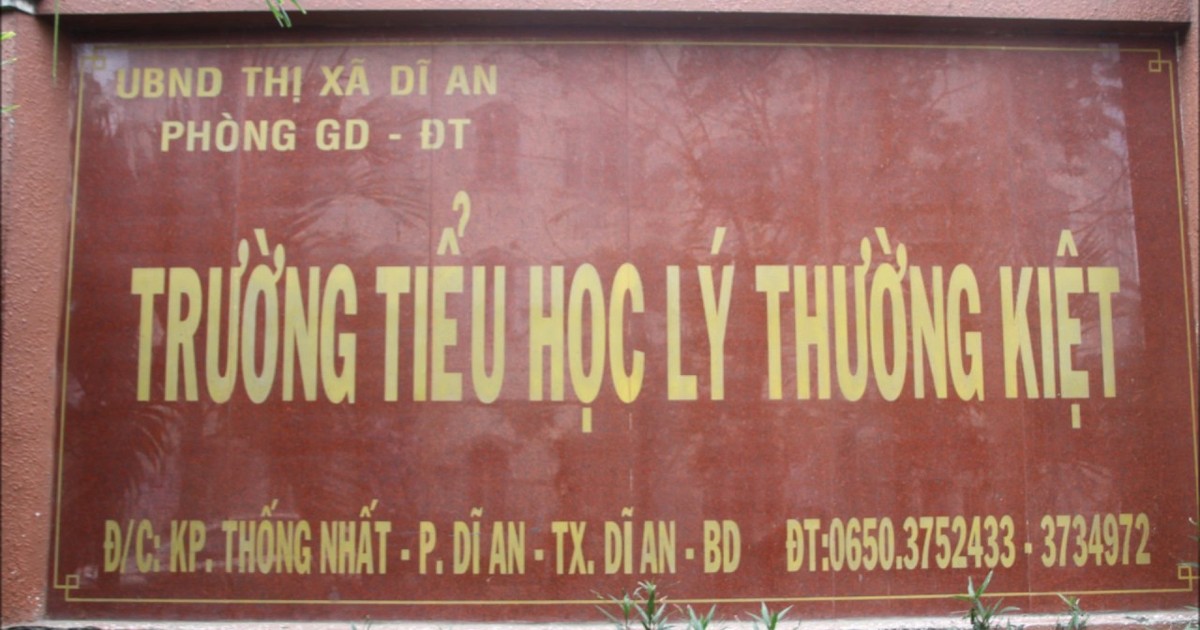 UBND THỊ XÃ DĨ AN
PHÒNG GD - ĐT
TRƯỜNG TIỂU HỌC LÝ THƯỜNG KIỆT
Đ/C: KP. THỐNG NHẤT - P. DĨ AN - TX. DĨ AN - BD ĐT:0650.3752433 - 3734972